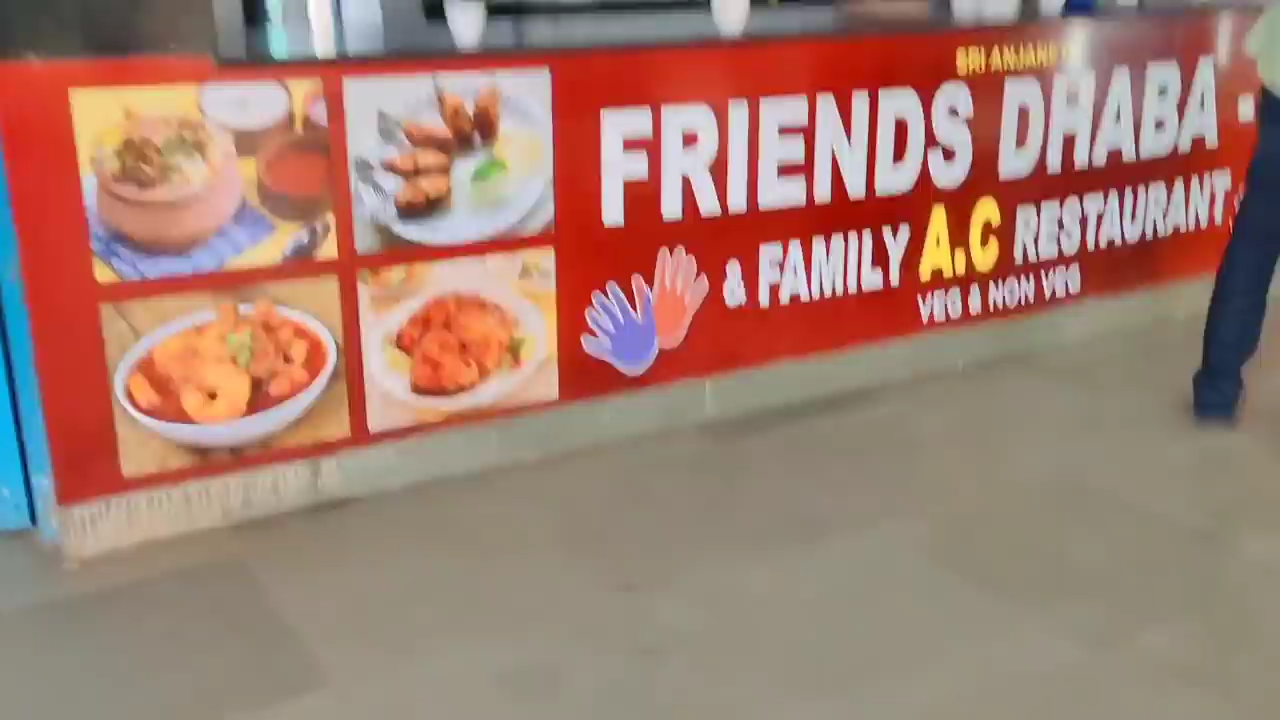 FRIENDS DHABA -
& FAMILY A.C RESTAURANT
VEG & NON VEG